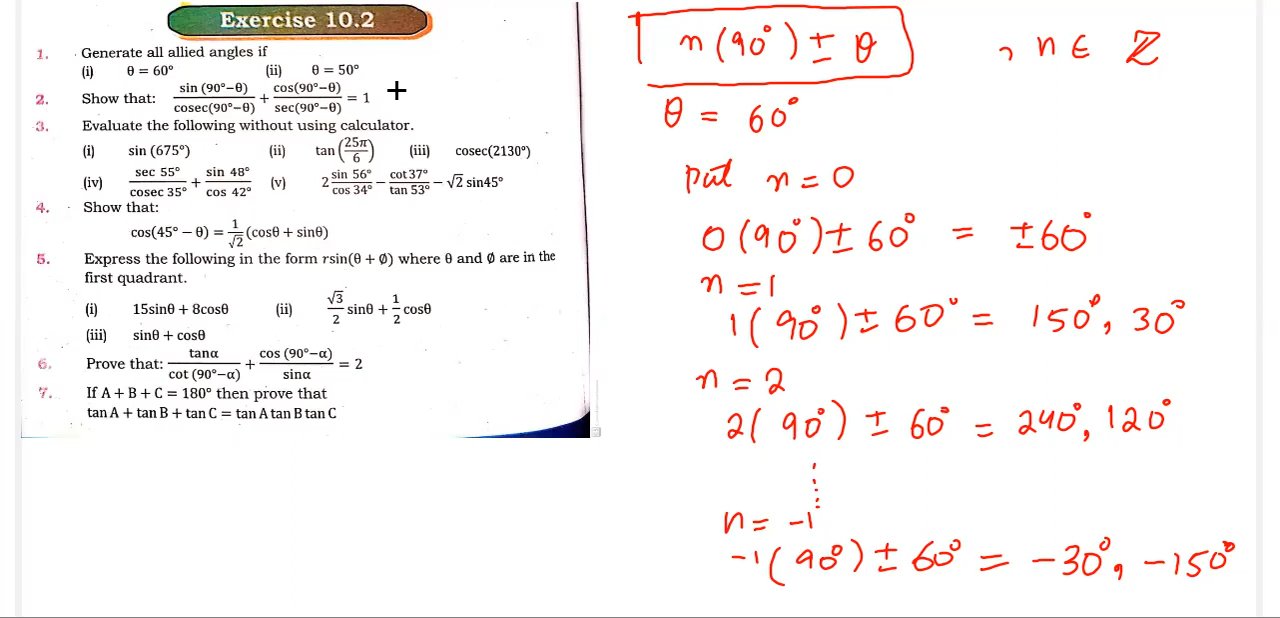 Exercise 10.2
1. Generate all allied angles if
(i) θ = 60° (ii) θ = 50°
2. Show that: sin (90°−θ)/cosec(90°−θ) + cos(90°−θ)/sec(90°−θ) = 1
3. Evaluate the following without using calculator.
(i) sin (675°) (ii) tan (25π/6) (iii) cosec(2130°)
(iv) sec 55°/cosec 35° + sin 48°/cos 42° (v) 2 sin 56°/cos 34° − cot37°/tan 53° − √2 sin45°
4. Show that:
cos(45° − θ) = 1/√2 (cosθ + sinθ)
5. Express the following in the form rsin(θ + Ø) where θ and Ø are in the
first quadrant.
(i) 15sinθ + 8cosθ (ii) √3/2 sinθ + 1/2 cosθ
(iii) sinθ + cosθ
6. Prove that: tanα/cot (90°−α) + cos (90°−α)/sinα = 2
7. If A + B + C = 180° then prove that
tan A + tan B + tan C = tan A tan B tan C
n(90°) ± θ , n ∈ ℤ
θ = 60°
put n = 0
0(90°) ± 60° = ±60°
n = 1
1(90°) ± 60° = 150°, 30°
n = 2
2(90°) ± 60° = 240°, 120°
n = -1
-1(90°) ± 60° = -30°, -150°